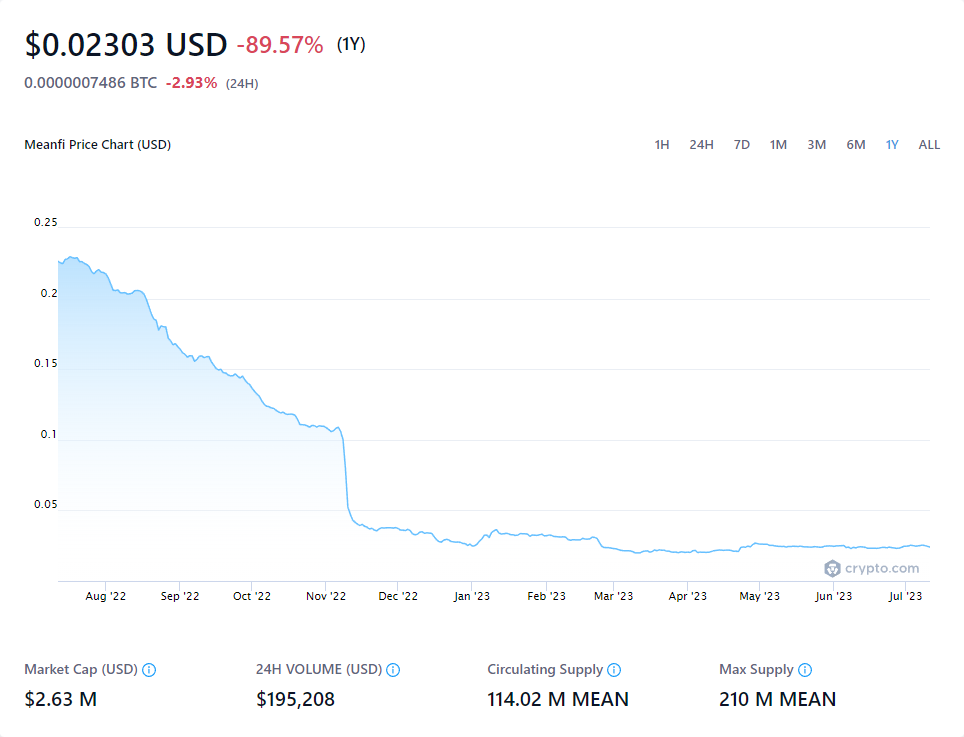 $0.02303 USD -89.57% (1Y)
0.0000007486 BTC -2.93% (24H)
Meanfi Price Chart (USD) 1H 24H 7D 1M 3M 6M 1Y ALL
0.25
0.2
0.15
0.1
0.05
crypto.com
Aug '22 Sep '22 Oct '22 Nov '22 Dec '22 Jan '23 Feb '23 Mar '23 Apr '23 May '23 Jun '23 Jul '23
Market Cap (USD) 24H VOLUME (USD) Circulating Supply Max Supply
$2.63 M $195,208 114.02 M MEAN 210 M MEAN